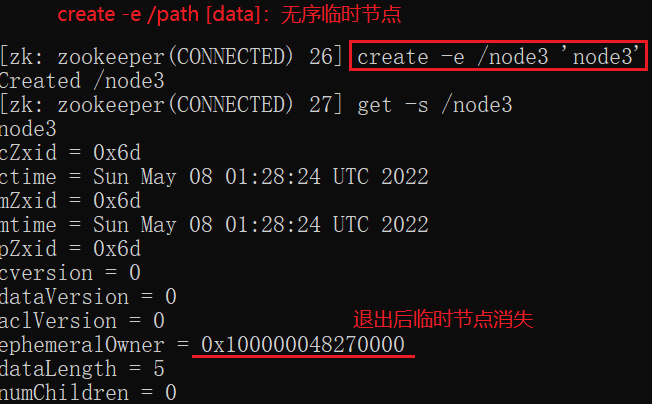 create -e /path [data]：无序临时节点
[zk: zookeeper(CONNECTED) 26] create -e /node3 'node3'
Created /node3
[zk: zookeeper(CONNECTED) 27] get -s /node3
node3
cZxid = 0x6d
ctime = Sun May 08 01:28:24 UTC 2022
mZxid = 0x6d
mtime = Sun May 08 01:28:24 UTC 2022
pZxid = 0x6d
cversion = 0
dataVersion = 0
aclVersion = 0
退出后临时节点消失
ephemeralOwner = 0x100000048270000
dataLength = 5
numChildren = 0